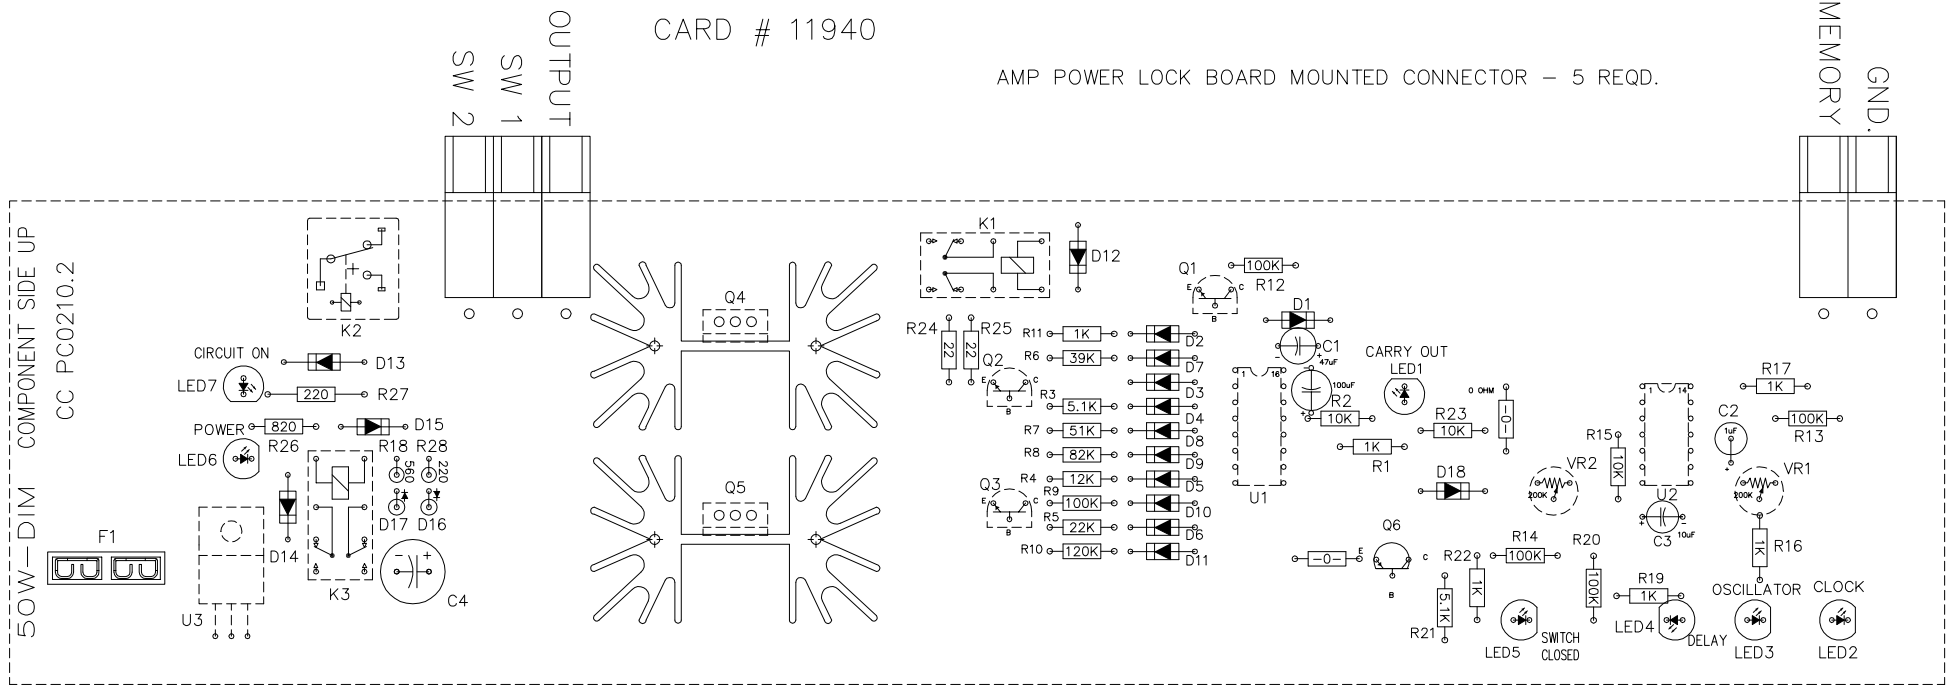 CARD # 11940
AMP POWER LOCK BOARD MOUNTED CONNECTOR – 5 REQD.
SW 2
SW 1
OUTPUT
MEMORY
GND.
50W–DIM COMPONENT SIDE UP
CC PC0210.2
K2
CIRCUIT ON
D13
LED7
220
R27
POWER
820
D15
LED6
R26
R18
R28
560
220
D17
D16
D14
F1
U3
K3
C4
Q4
Q5
K1
D12
R24
22
22
R25
Q2
E
C
B
Q3
E
C
B
R11
1K
D2
R6
39K
D7
D3
R3
5.1K
D4
R7
51K
D8
R8
82K
D9
R4
12K
D5
R9
100K
D10
R5
22K
D6
R10
120K
D11
Q1
E
C
B
100K
R12
D1
C1
47uF
1
16
U1
100uF
R2
10K
1K
R1
CARRY OUT
LED1
R23
10K
0 OHM
-0-
D18
VR2
200K
R15
10K
1
14
U2
C3
10uF
C2
1uF
R17
1K
100K
R13
VR1
200K
1K
R16
-0-
Q6
E
C
B
R22
1K
R14
100K
R20
100K
5.1K
R21
LED5
SWITCH
CLOSED
R19
1K
LED4
DELAY
OSCILLATOR
LED3
CLOCK
LED2